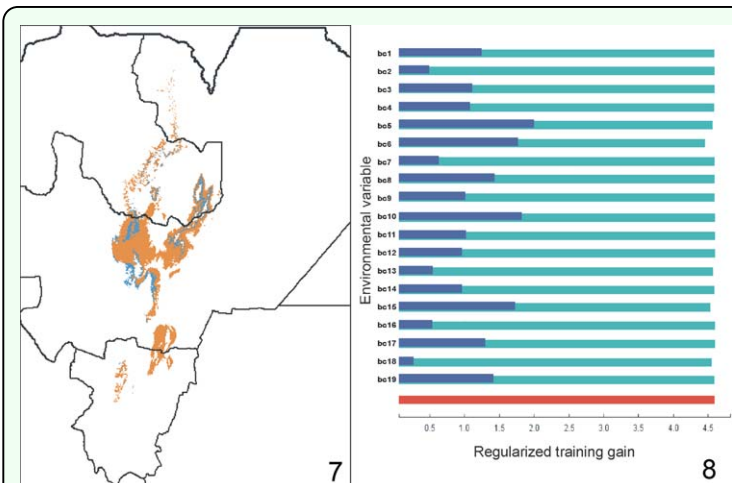 7
Environmental variable
bc1
bc2
bc3
bc4
bc5
bc6
bc7
bc8
bc9
bc10
bc11
bc12
bc13
bc14
bc15
bc16
bc17
bc18
bc19
0.5 1.0 1.5 2.0 2.5 3.0 3.5 4.0 4.5
Regularized training gain
8